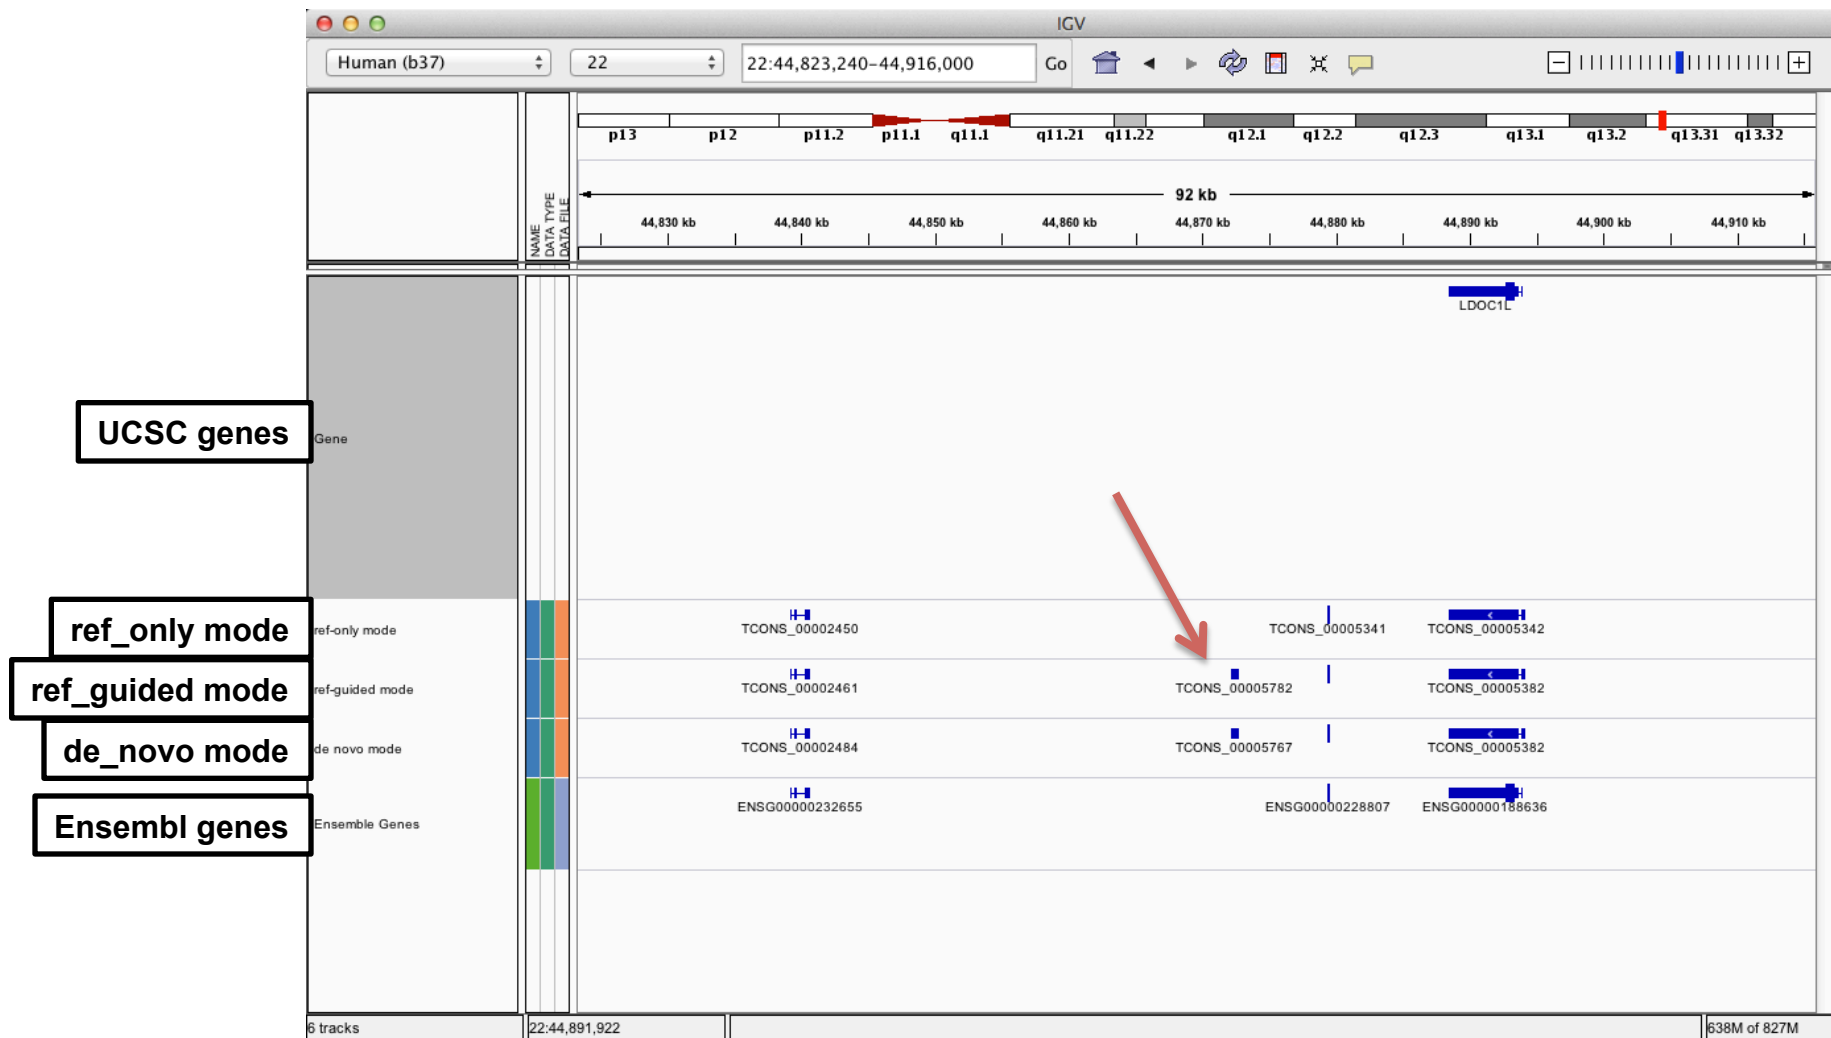 IGV
Human (b37) 22 22:44,823,240-44,916,000 Go
p13 p12 p11.2 p11.1 q11.1 q11.21 q11.22 q12.1 q12.2 q12.3 q13.1 q13.2 q13.31 q13.32
NAME
DATA TYPE
DATA FILE
92 kb
44,830 kb 44,840 kb 44,850 kb 44,860 kb 44,870 kb 44,880 kb 44,890 kb 44,900 kb 44,910 kb
LDOC1L
UCSC genes
Gene
ref_only mode
ref-only mode
TCONS_00002450 TCONS_00005341 TCONS_00005342
ref_guided mode
ref-guided mode
TCONS_00002461 TCONS_00005782 TCONS_00005382
de_novo mode
de novo mode
TCONS_00002484 TCONS_00005767 TCONS_00005382
Ensembl genes
Ensemble Genes
ENSG00000232655 ENSG00000228807 ENSG00000188636
6 tracks 22:44,891,922 638M of 827M